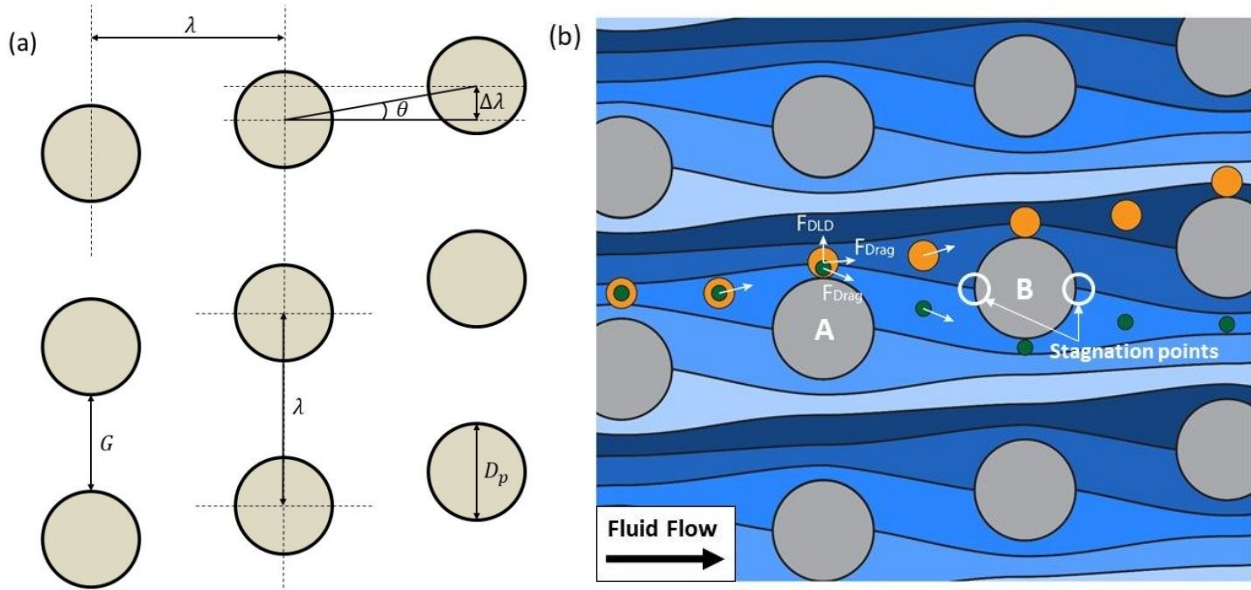 (a)
λ
θ
Δλ
λ
G
D_p
(b)
F_DLD
F_Drag
F_Drag
A
B
Stagnation points
Fluid Flow